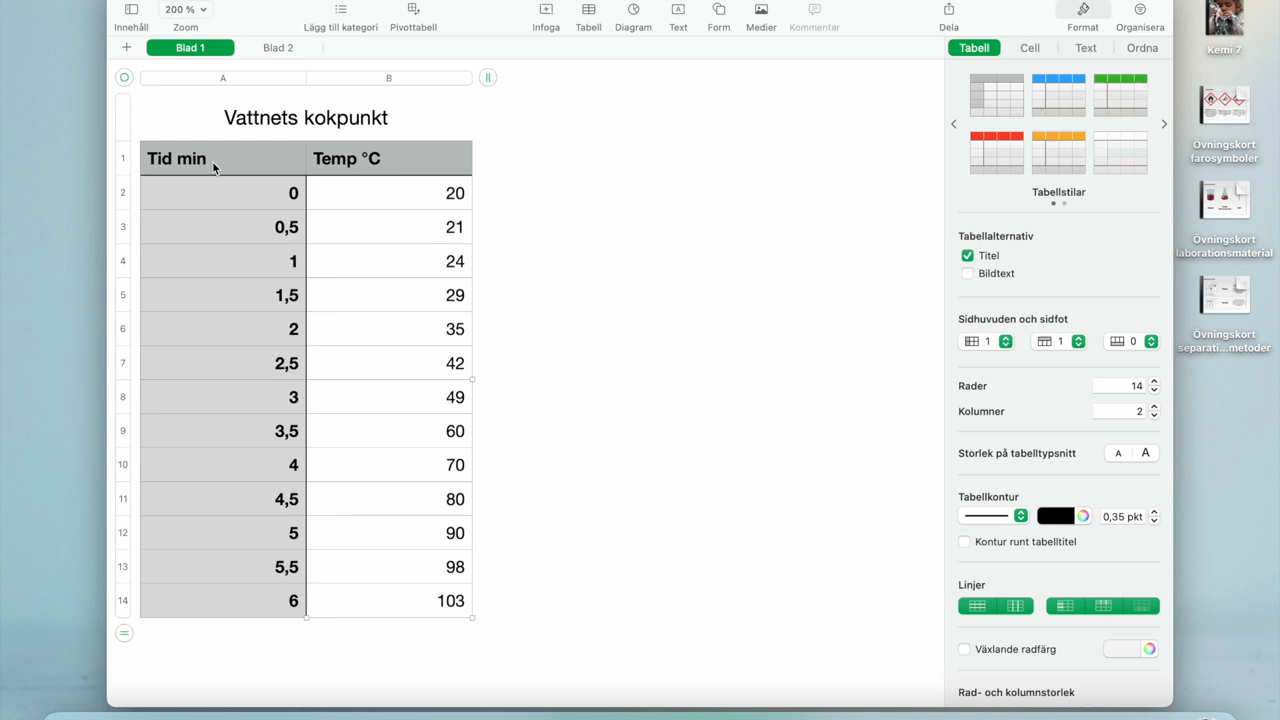 200 %
Innehåll
Zoom
Lägg till kategori
Pivottabell
Infoga
Tabell
Diagram
Text
Form
Medier
Kommentar
Dela
Format
Organisera
Blad 1
Blad 2
Tabell
Cell
Text
Ordna
A
B
Vattnets kokpunkt
1 Tid min Temp °C
2 0 20
3 0,5 21
4 1 24
5 1,5 29
6 2 35
7 2,5 42
8 3 49
9 3,5 60
10 4 70
11 4,5 80
12 5 90
13 5,5 98
14 6 103
Tabellstilar
Tabellalternativ
Titel
Bildtext
Sidhuvuden och sidfot
1 1 0
Rader 14
Kolumner 2
Storlek på tabelltypsnitt A A
Tabellkontur
0,35 pkt
Kontur runt tabelltitel
Linjer
Växlande radfärg
Rad- och kolumnstorlek
Kemi 7
Övningskort
farosymboler
Övningskort
laborationsmaterial
Övningskort
separati...metoder